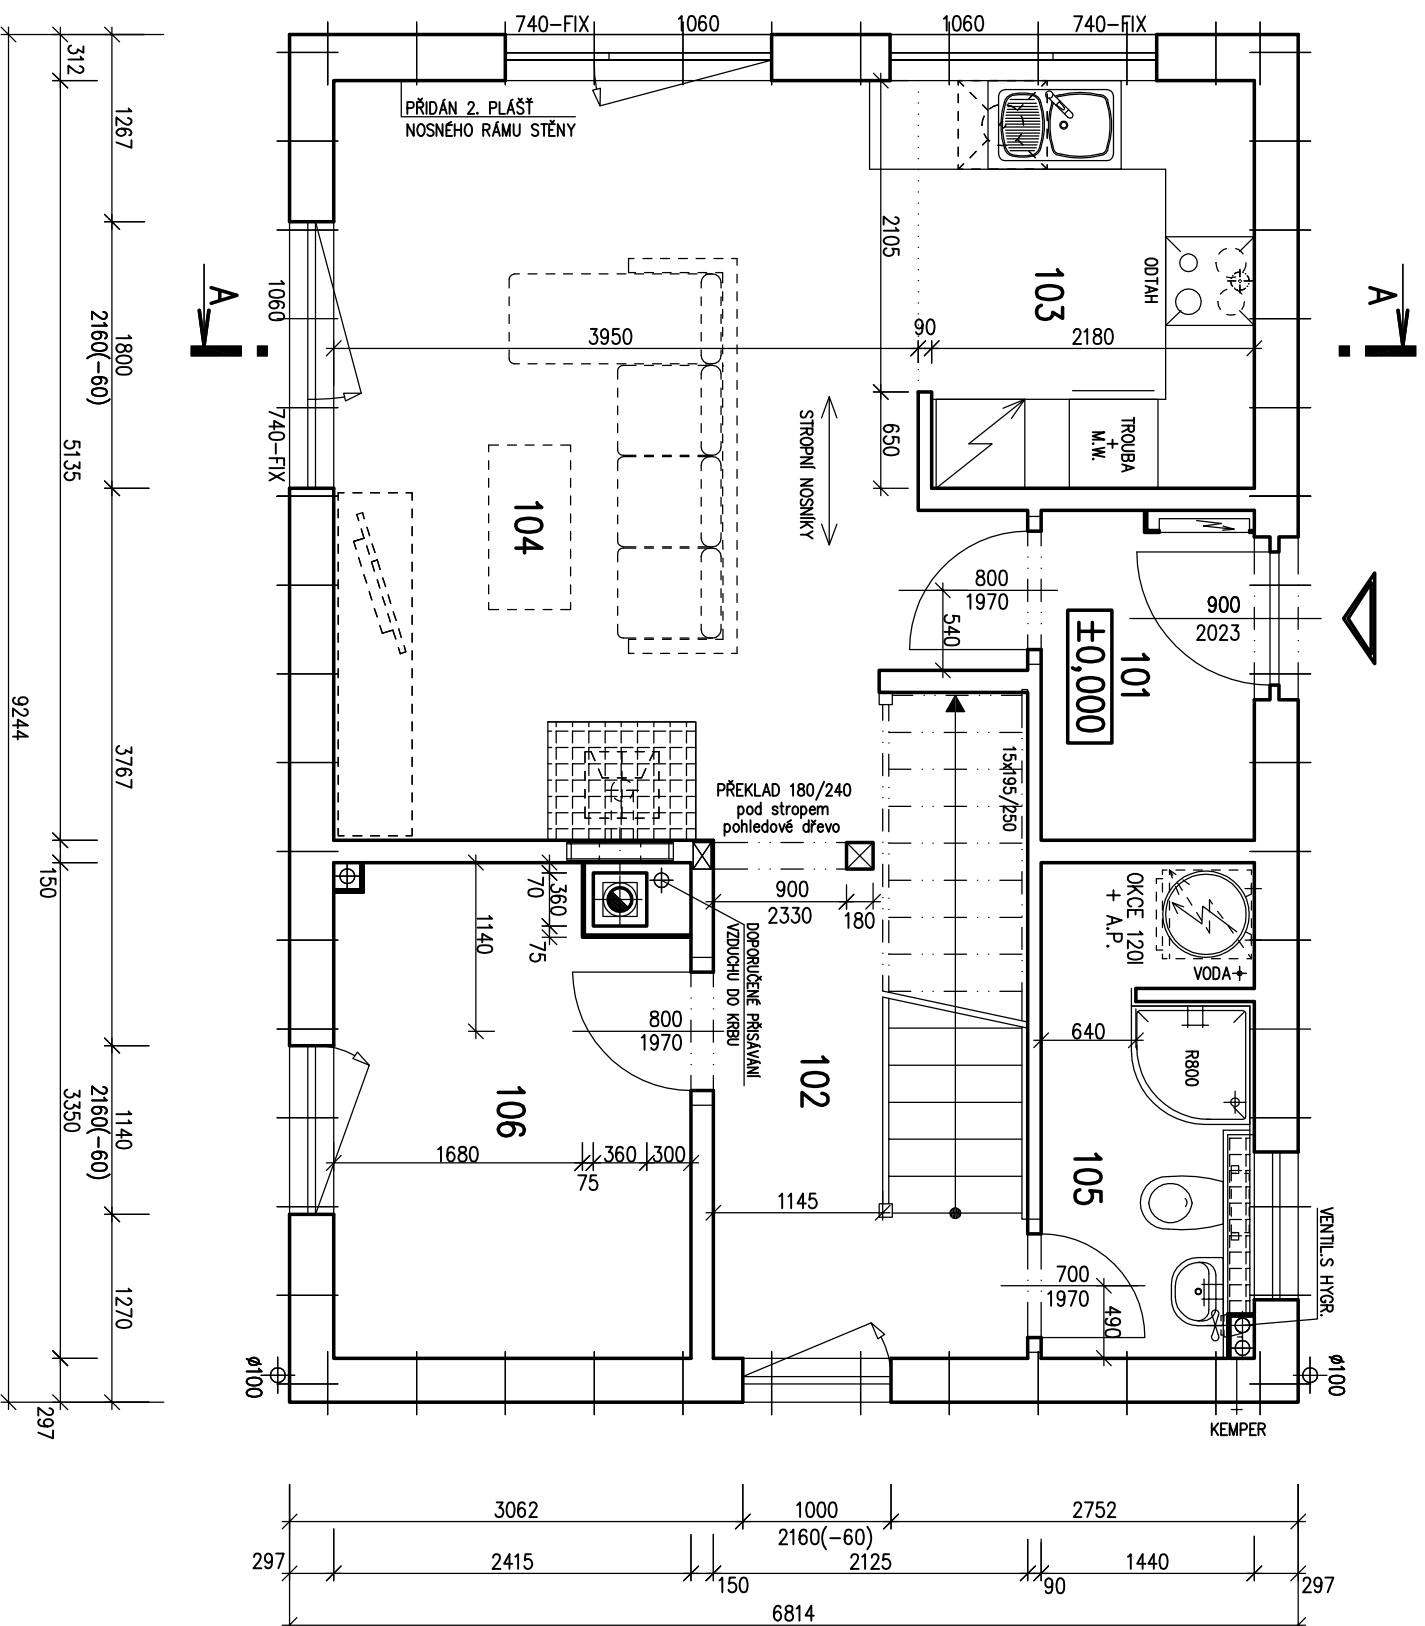 740-FIX
1060
1060
740-FIX
PŘIDÁN 2. PLÁŠŤ
NOSNÉHO RÁMU STĚNY
312
1267
1800
2160(-60)
5135
3767
9244
150
1140
2160(-60)
3350
1270
297
A
A
1060
740-FIX
2105
103
ODTAH
3950
90
2180
650
TROUBA
+
M.W.
STROPNÍ NOSNÍKY
104
800
1970
540
900
2023
101
±0,000
15x195/250
PŘEKLAD 180/240
pod stropem
pohledové dřevo
900
2330
180
OKCE 120l
+ A.P.
VODA
70
360
75
1140
DOPORUČENÉ PŘISÁVÁNÍ
VZDUCHU DO KRBU
800
1970
640
R800
102
106
105
1680
75
360
300
1145
VENTIL.S HYGR.
700
1970
490
ø100
ø100
KEMPER
3062
1000
2160(-60)
2752
297
2415
150
2125
90
1440
297
6814